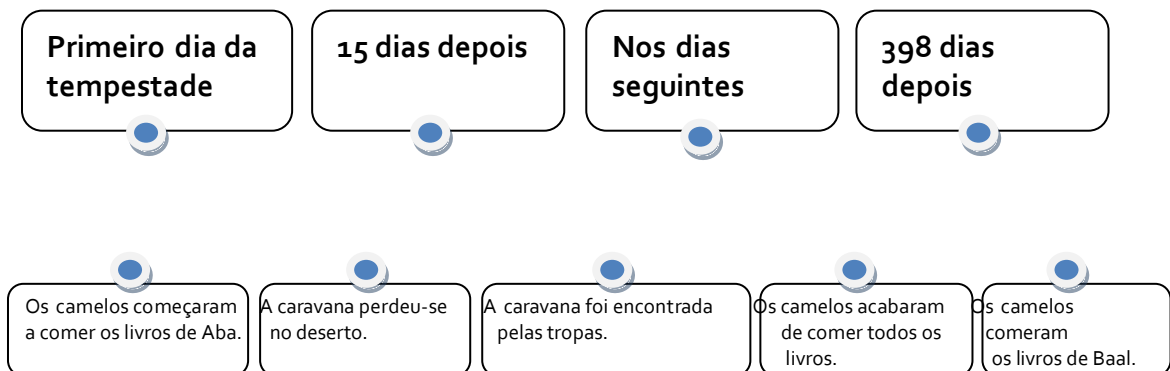 Primeiro dia da
tempestade
15 dias depois
Nos dias
seguintes
398 dias
depois
Os camelos começaram
a comer os livros de Aba.
A caravana perdeu-se
no deserto.
A caravana foi encontrada
pelas tropas.
Os camelos acabaram
de comer todos os
livros.
Os camelos
comeram
os livros de Baal.